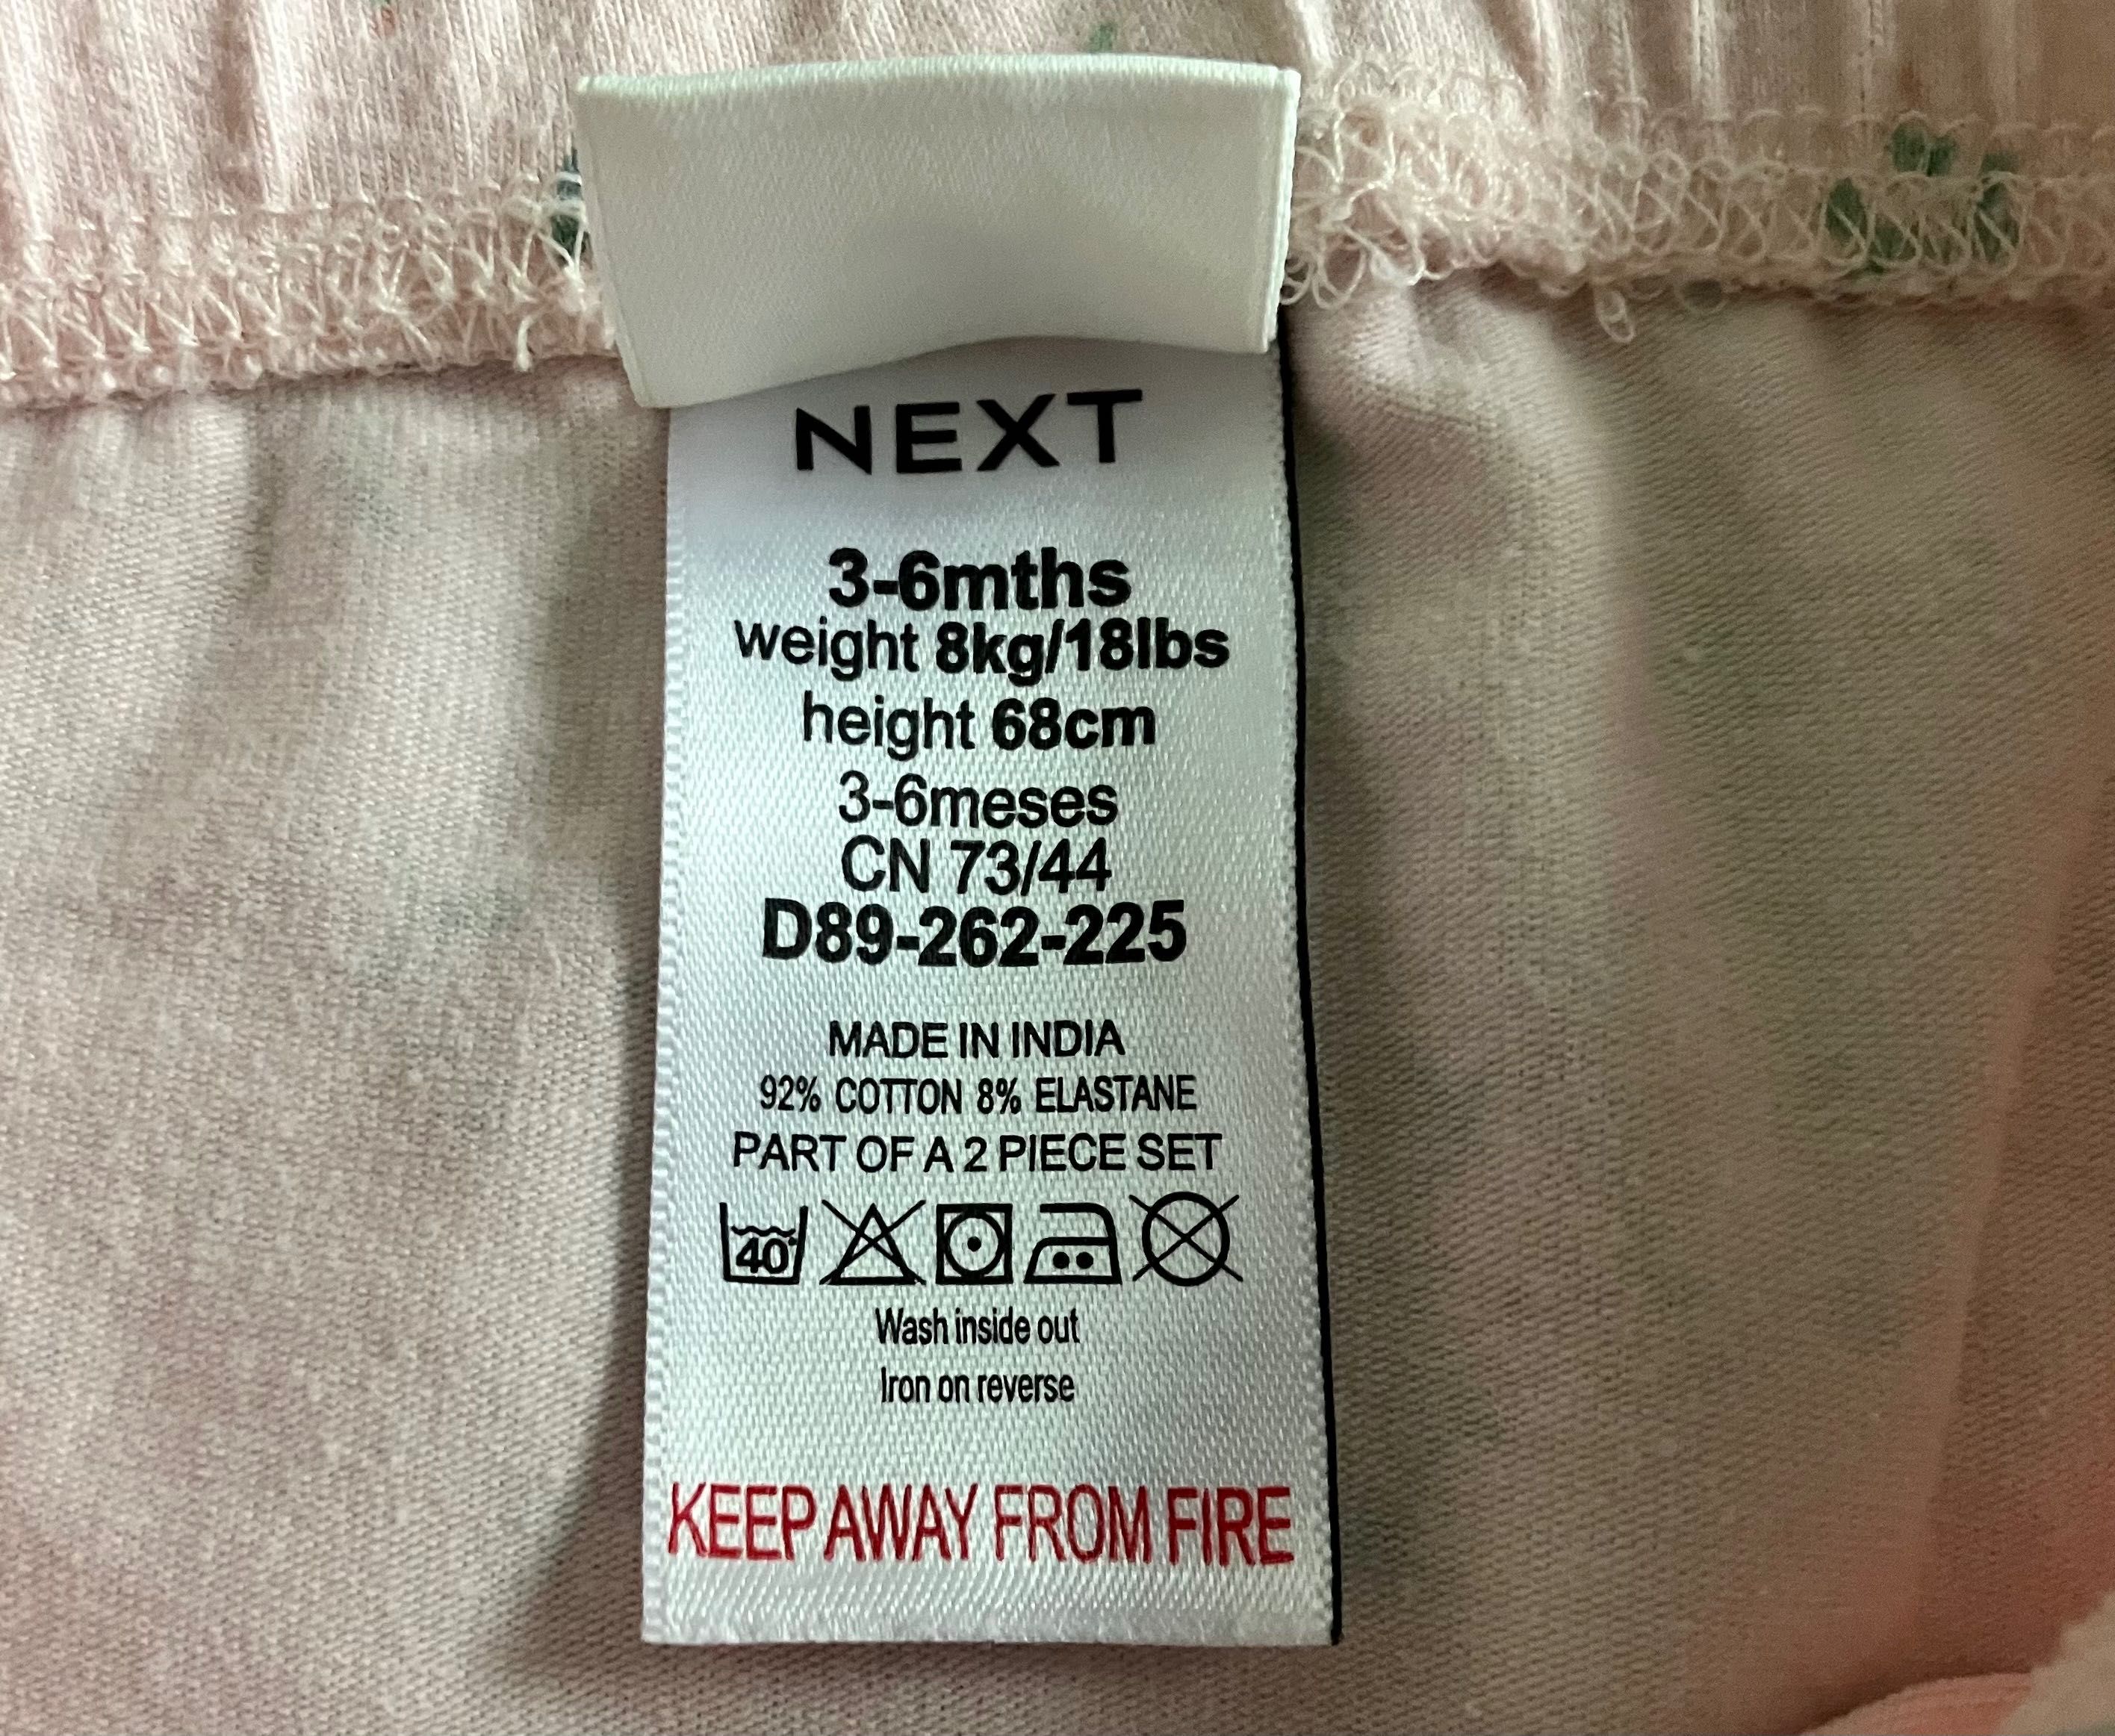 NEXT
3-6mths
weight 8kg/18lbs
height 68cm
3-6meses
CN 73/44
D89-262-225
MADE IN INDIA
92% COTTON 8% ELASTANE
PART OF A 2 PIECE SET
40°
Wash inside out
Iron on reverse
KEEP AWAY FROM FIRE